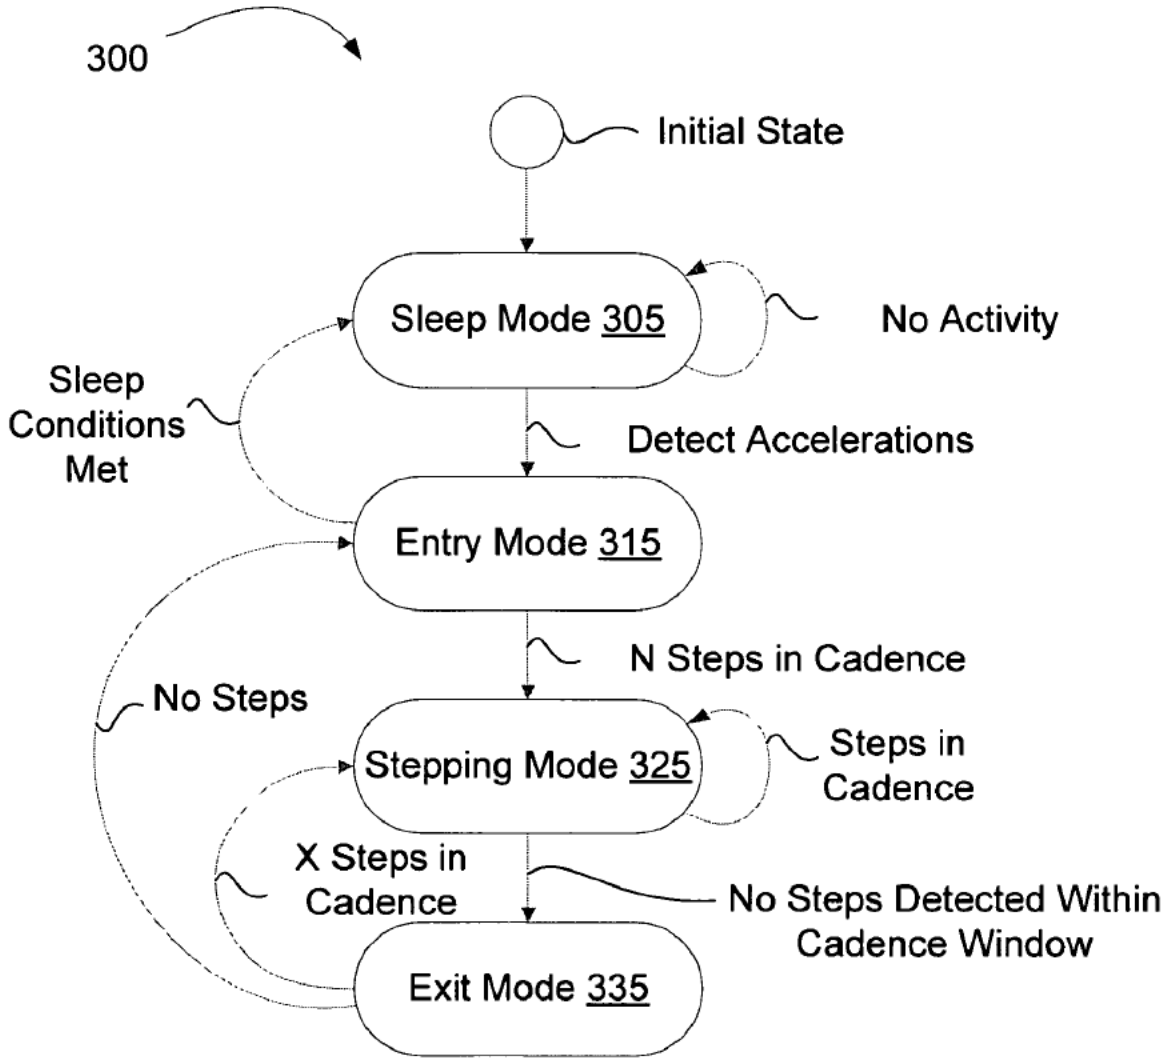 300
Initial State
Sleep Mode 305
No Activity
Sleep
Conditions
Met
Detect Accelerations
Entry Mode 315
N Steps in Cadence
No Steps
Stepping Mode 325
Steps in
Cadence
X Steps in
Cadence
No Steps Detected Within
Cadence Window
Exit Mode 335